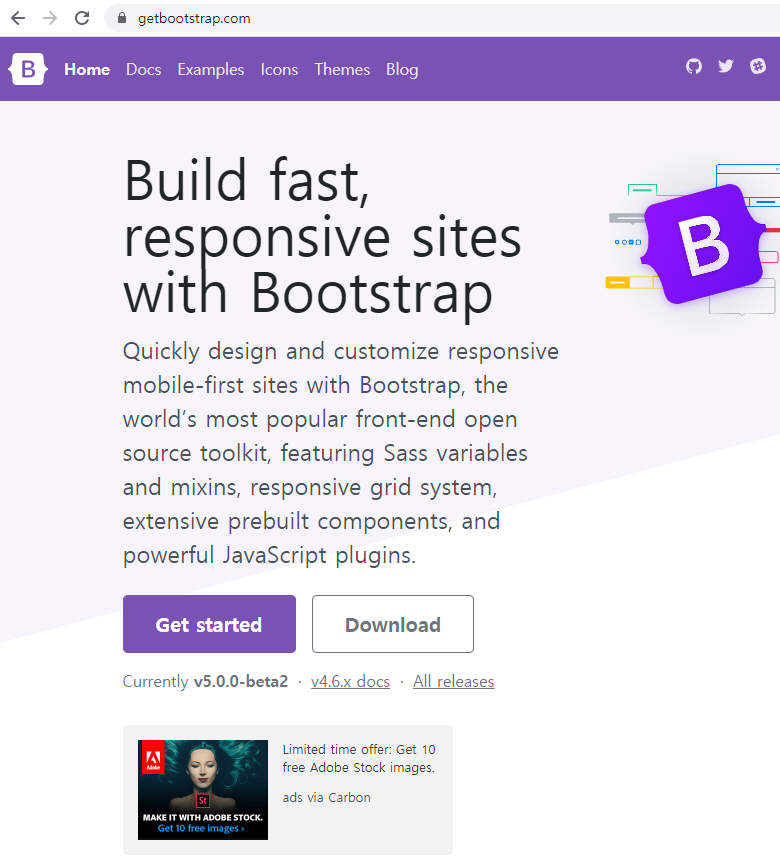 getbootstrap.com
B Home Docs Examples Icons Themes Blog
Build fast,
responsive sites
with Bootstrap
B
Quickly design and customize responsive
mobile-first sites with Bootstrap, the
world’s most popular front-end open
source toolkit, featuring Sass variables
and mixins, responsive grid system,
extensive prebuilt components, and
powerful JavaScript plugins.
Get started Download
Currently v5.0.0-beta2 · v4.6.x docs · All releases
Adobe
St
MAKE IT WITH ADOBE STOCK.
Get 10 free images ›
Limited time offer: Get 10
free Adobe Stock images.
ads via Carbon